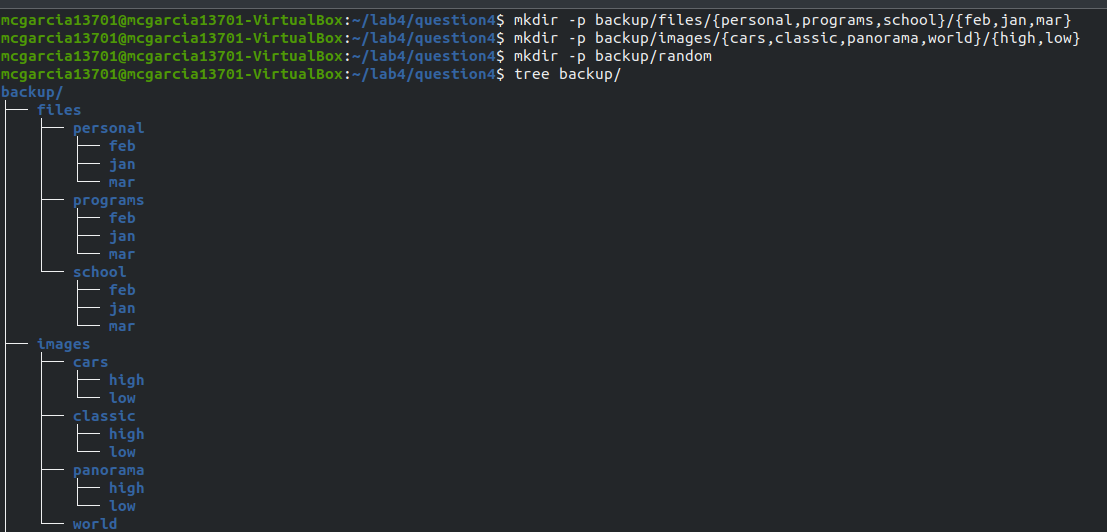 mcgarcia13701@mcgarcia13701-VirtualBox:~/lab4/question4$ mkdir -p backup/files/{personal,programs,school}/{feb,jan,mar}
mcgarcia13701@mcgarcia13701-VirtualBox:~/lab4/question4$ mkdir -p backup/images/{cars,classic,panorama,world}/{high,low}
mcgarcia13701@mcgarcia13701-VirtualBox:~/lab4/question4$ mkdir -p backup/random
mcgarcia13701@mcgarcia13701-VirtualBox:~/lab4/question4$ tree backup/
backup/
├── files
│   ├── personal
│   │   ├── feb
│   │   ├── jan
│   │   └── mar
│   ├── programs
│   │   ├── feb
│   │   ├── jan
│   │   └── mar
│   └── school
│       ├── feb
│       ├── jan
│       └── mar
├── images
│   ├── cars
│   │   ├── high
│   │   └── low
│   ├── classic
│   │   ├── high
│   │   └── low
│   ├── panorama
│   │   ├── high
│   │   └── low
│   └── world